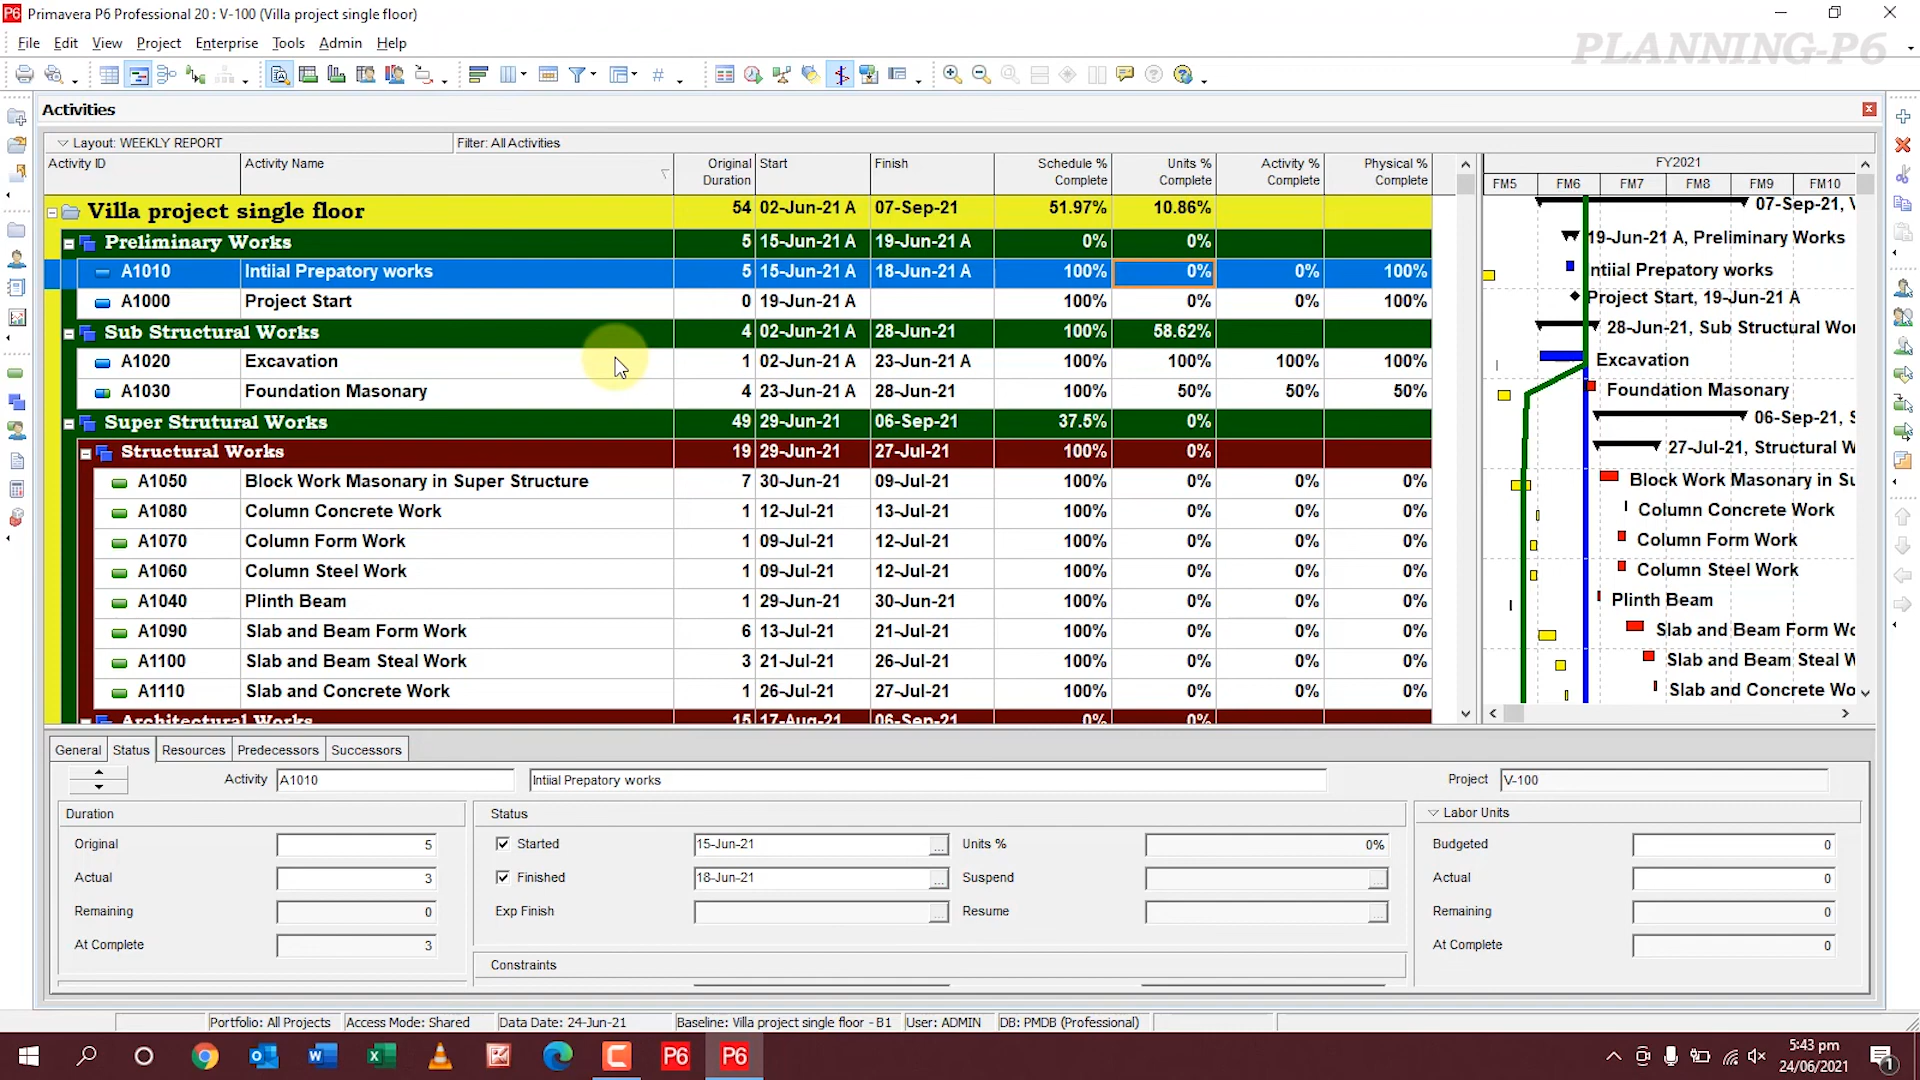 Primavera P6 Professional 20 : V-100 (Villa project single floor)
File Edit View Project Enterprise Tools Admin Help
PLANNING-P6
Activities
Layout: WEEKLY REPORT Filter: All Activities
Activity ID Activity Name Original Duration Start Finish Schedule % Complete Units % Complete Activity % Complete Physical % Complete
FY2021
FM5 FM6 FM7 FM8 FM9 FM10
Villa project single floor 54 02-Jun-21 A 07-Sep-21 51.97% 10.86% 07-Sep-21, V
Preliminary Works 5 15-Jun-21 A 19-Jun-21 A 0% 0% 19-Jun-21 A, Preliminary Works
A1010 Intiial Prepatory works 5 15-Jun-21 A 18-Jun-21 A 100% 0% 0% 100% ntiial Prepatory works
A1000 Project Start 0 19-Jun-21 A 100% 0% 0% 100% Project Start, 19-Jun-21 A
Sub Structural Works 4 02-Jun-21 A 28-Jun-21 100% 58.62% 28-Jun-21, Sub Structural Wor
A1020 Excavation 1 02-Jun-21 A 23-Jun-21 A 100% 100% 100% 100% Excavation
A1030 Foundation Masonary 4 23-Jun-21 A 28-Jun-21 100% 50% 50% 50% Foundation Masonary
Super Strutural Works 49 29-Jun-21 06-Sep-21 37.5% 0% 06-Sep-21, S
Structural Works 19 29-Jun-21 27-Jul-21 100% 0% 27-Jul-21, Structural W
A1050 Block Work Masonary in Super Structure 7 30-Jun-21 09-Jul-21 100% 0% 0% 0% Block Work Masonary in Su
A1080 Column Concrete Work 1 12-Jul-21 13-Jul-21 100% 0% 0% 0% Column Concrete Work
A1070 Column Form Work 1 09-Jul-21 12-Jul-21 100% 0% 0% 0% Column Form Work
A1060 Column Steel Work 1 09-Jul-21 12-Jul-21 100% 0% 0% 0% Column Steel Work
A1040 Plinth Beam 1 29-Jun-21 30-Jun-21 100% 0% 0% 0% Plinth Beam
A1090 Slab and Beam Form Work 6 13-Jul-21 21-Jul-21 100% 0% 0% 0% Slab and Beam Form Wo
A1100 Slab and Beam Steal Work 3 21-Jul-21 26-Jul-21 100% 0% 0% 0% Slab and Beam Steal W
A1110 Slab and Concrete Work 1 26-Jul-21 27-Jul-21 100% 0% 0% 0% Slab and Concrete Wo
Architectural Works 15 17-Aug-21 06-Sep-21 0% 0%
General Status Resources Predecessors Successors
Activity A1010 Intiial Prepatory works Project V-100
Duration Status Labor Units
Original 5 Started 15-Jun-21 ... Units % 0% Budgeted 0
Actual 3 Finished 18-Jun-21 ... Suspend ... Actual 0
Remaining 0 Exp Finish ... Resume ... Remaining 0
At Complete 3 At Complete 0
Constraints
Portfolio: All Projects Access Mode: Shared Data Date: 24-Jun-21 Baseline: Villa project single floor - B1 User: ADMIN DB: PMDB (Professional)
P6 P6
5:43 pm
24/06/2021
1